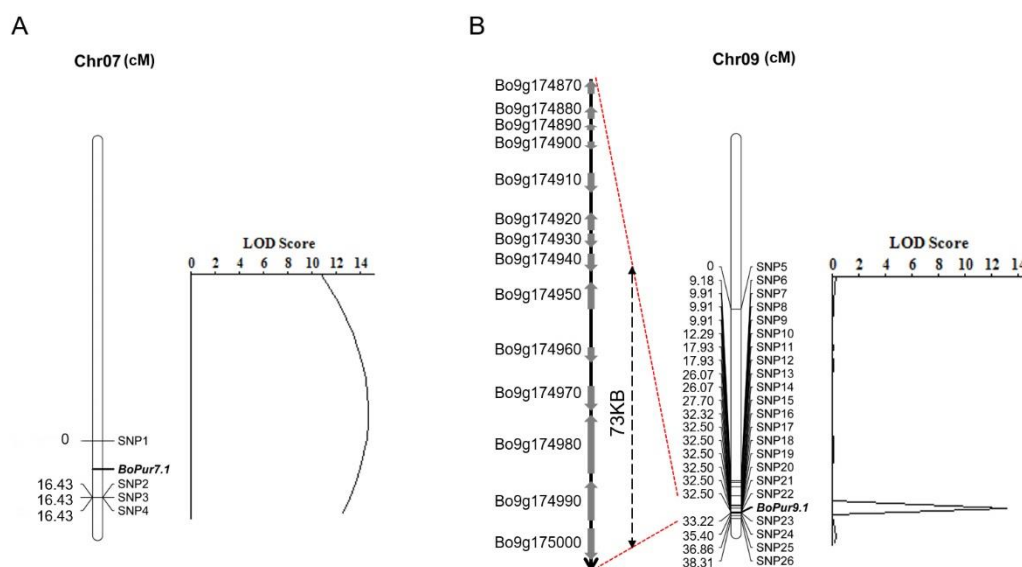 A
Chr07 (cM)
LOD Score
0 2 4 6 8 10 12 14
0 SNP1
BoPur7.1
16.43 SNP2
16.43 SNP3
16.43 SNP4
B
Chr09 (cM)
Bo9g174870
Bo9g174880
Bo9g174890
Bo9g174900
Bo9g174910
Bo9g174920
Bo9g174930
Bo9g174940
Bo9g174950
Bo9g174960
Bo9g174970
Bo9g174980
Bo9g174990
Bo9g175000
73KB
0 SNP5
9.18 SNP6
9.91 SNP7
9.91 SNP8
9.91 SNP9
12.29 SNP10
17.93 SNP11
17.93 SNP12
26.07 SNP13
26.07 SNP14
27.70 SNP15
32.32 SNP16
32.50 SNP17
32.50 SNP18
32.50 SNP19
32.50 SNP20
32.50 SNP21
32.50 SNP22
BoPur9.1
33.22 SNP23
35.40 SNP24
36.86 SNP25
38.31 SNP26
LOD Score
0 2 4 6 8 10 12 14